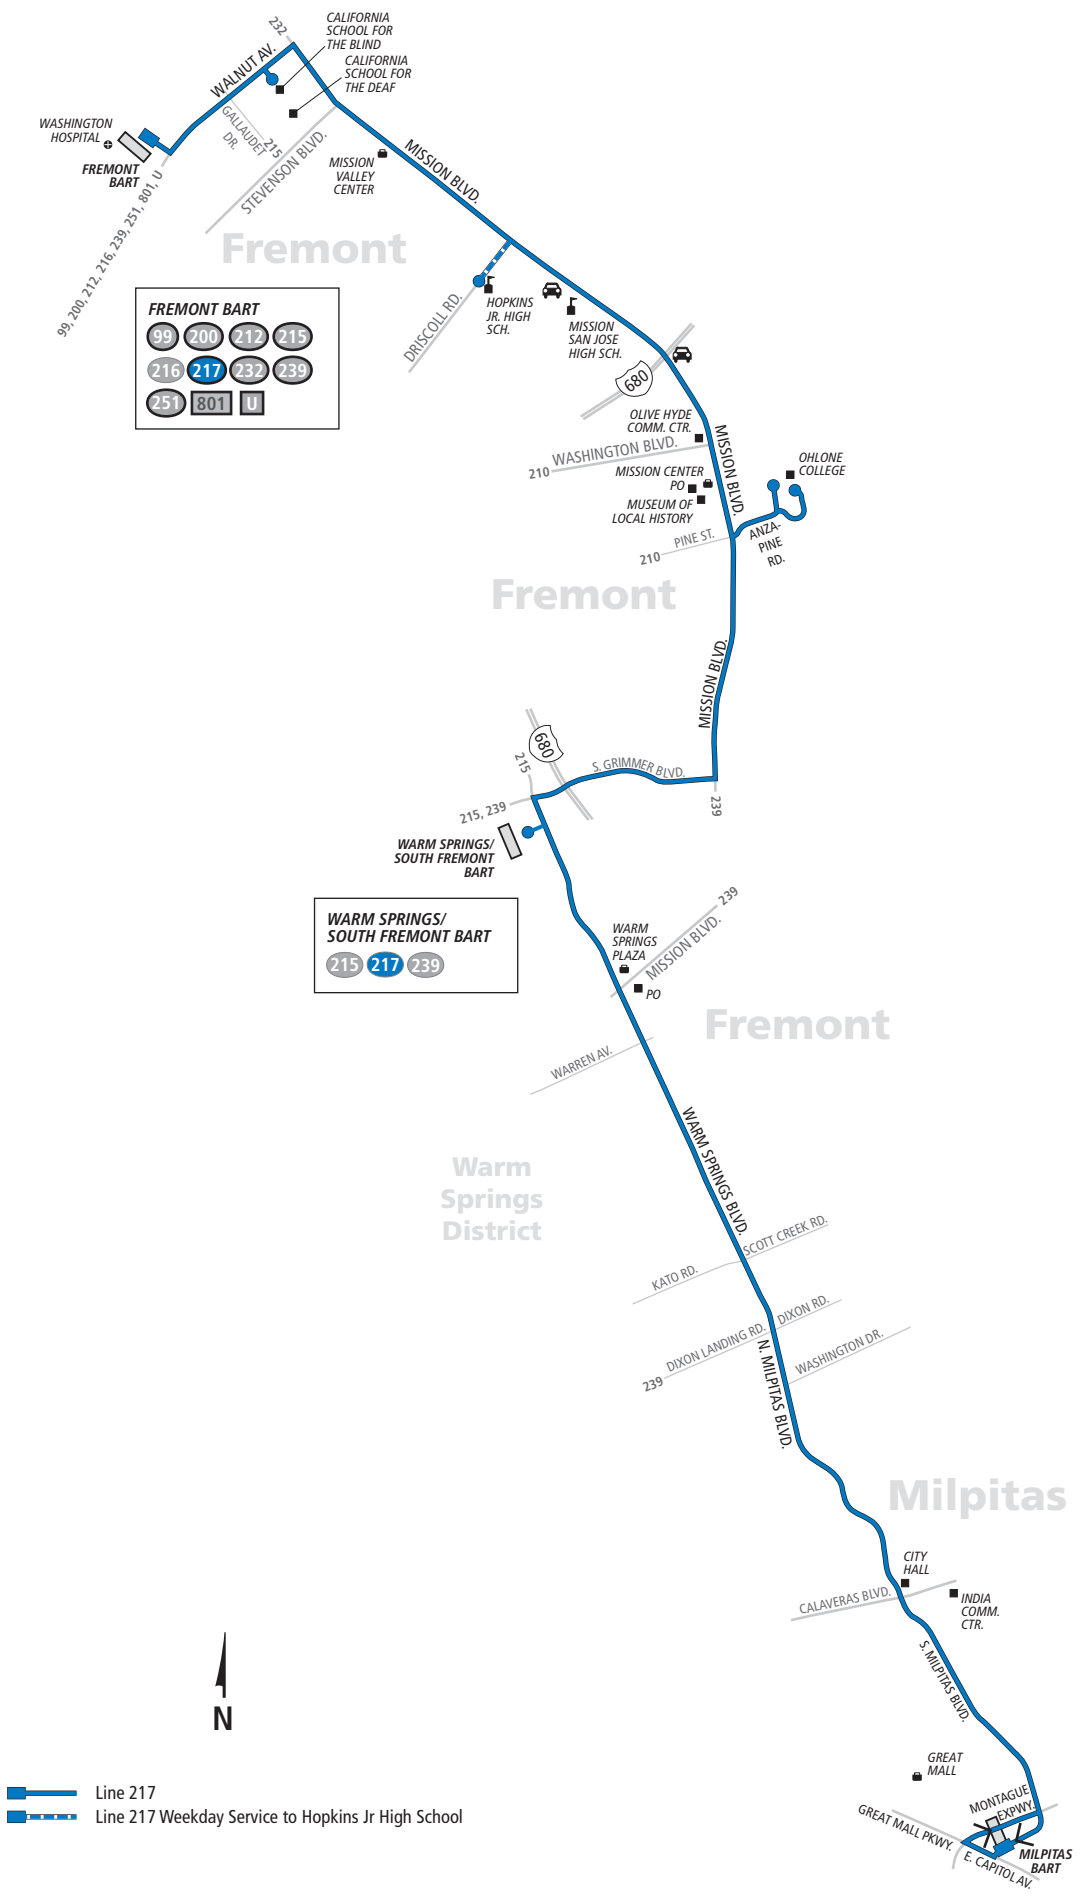 232
CALIFORNIA
SCHOOL FOR
THE BLIND
CALIFORNIA
SCHOOL FOR
THE DEAF
WALNUT AV.
GALLAUDET
DR.
215
STEVENSON BLVD.
WASHINGTON
HOSPITAL
FREMONT
BART
99, 200, 212, 216, 239, 251, 801, U
MISSION
VALLEY
CENTER
MISSION BLVD.
Fremont
DRISCOLL RD.
HOPKINS
JR. HIGH
SCH.
MISSION
SAN JOSE
HIGH SCH.
FREMONT BART
99 200 212 215
216 217 232 239
251 801 U
680
OLIVE HYDE
COMM. CTR.
WASHINGTON BLVD.
210
MISSION BLVD.
MISSION CENTER
PO
MUSEUM OF
LOCAL HISTORY
OHLONE
COLLEGE
PINE ST.
210
ANZA-
PINE
RD.
Fremont
MISSION BLVD.
680
215
S. GRIMMER BLVD.
215, 239
239
WARM SPRINGS/
SOUTH FREMONT
BART
WARM SPRINGS/
SOUTH FREMONT BART
215 217 239
239
WARM
SPRINGS
PLAZA
MISSION BLVD.
PO
Fremont
WARREN AV.
WARM SPRINGS BLVD.
Warm
Springs
District
SCOTT CREEK RD.
KATO RD.
DIXON RD.
DIXON LANDING RD.
239
WASHINGTON DR.
N. MILPITAS BLVD.
Milpitas
CITY
HALL
CALAVERAS BLVD.
INDIA
COMM.
CTR.
S. MILPITAS BLVD.
N
GREAT
MALL
MONTAGUE
EXPWY.
GREAT MALL PKWY.
E. CAPITOL AV.
MILPITAS
BART
Line 217
Line 217 Weekday Service to Hopkins Jr High School